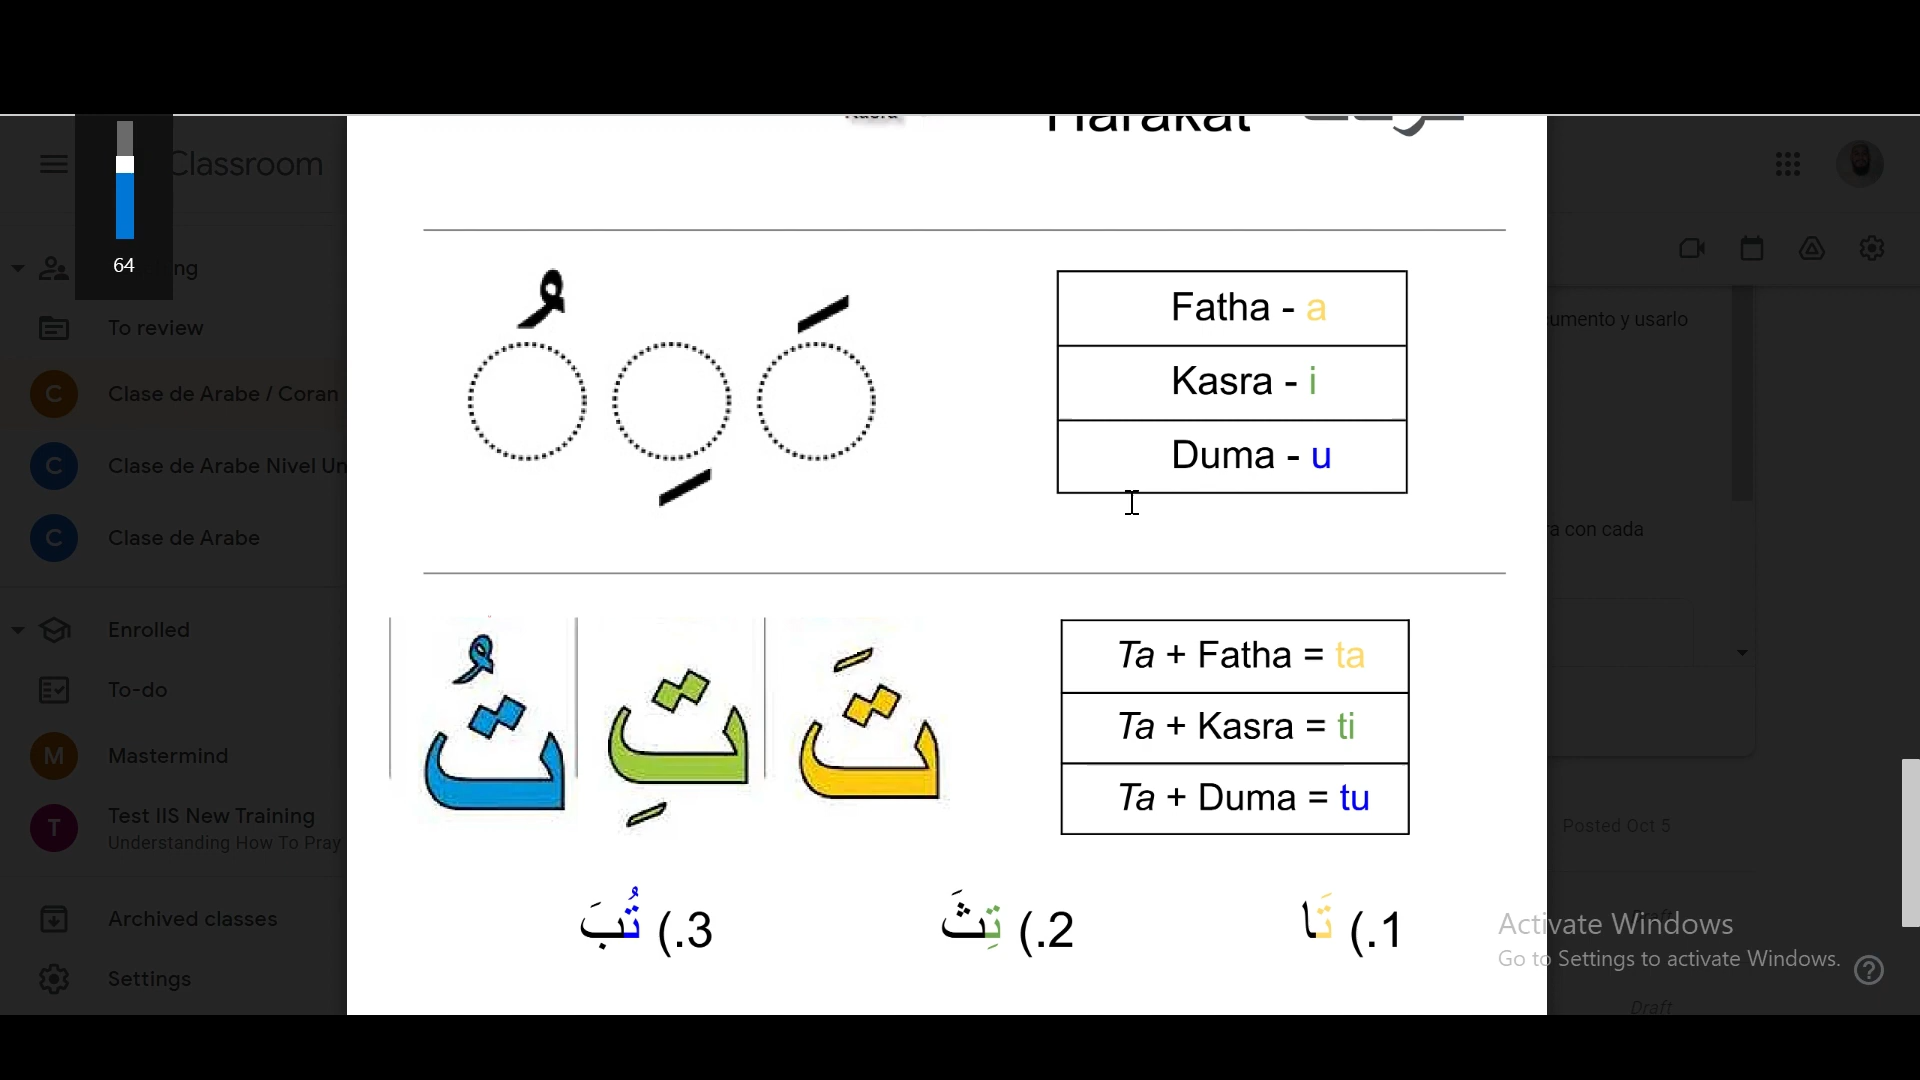 Harakat
Classroom
64
To review
Clase de Arabe / Coran
Clase de Arabe Nivel Un
Clase de Arabe
Enrolled
To-do
M Mastermind
T Test IIS New Training
Understanding How To Pray
Archived classes
Settings
C
C
C
umento y usarlo
a con cada
Posted Oct 5
Draft
Fatha - a
Kasra - i
Duma - u
تُ تِ تَ
Ta + Fatha = ta
Ta + Kasra = ti
Ta + Duma = tu
1.) تَا
2.) تِثَ
3.) تُبَ
Activate Windows
Go to Settings to activate Windows.